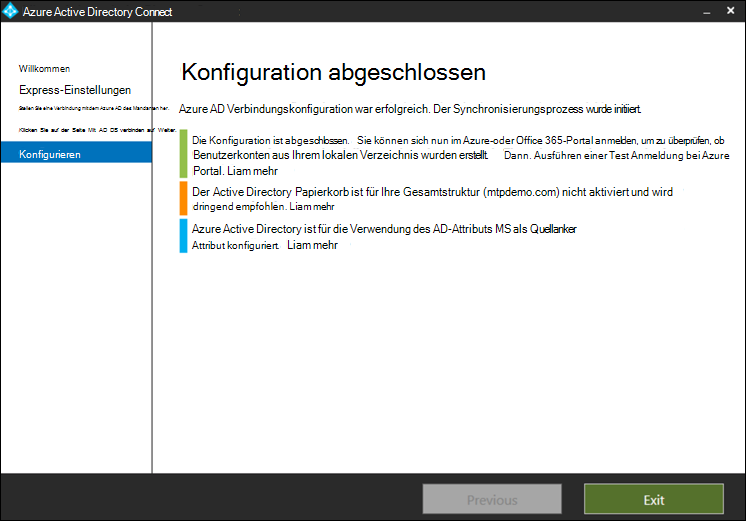 Azure Active Directory Connect
Willkommen
Express-Einstellungen
Stellen Sie eine Verbindung mit dem Azure AD des Mandanten her.
Klicken Sie auf der Seite Mit AD DS verbinden auf Weiter.
Konfigurieren
Konfiguration abgeschlossen
Azure AD Verbindungskonfiguration war erfolgreich. Der Synchronisierungsprozess wurde initiiert.
Die Konfiguration ist abgeschlossen. Sie können sich nun im Azure-oder Office 365-Portal anmelden, um zu überprüfen, ob
Benutzerkonten aus Ihrem lokalen Verzeichnis wurden erstellt. Dann. Ausführen einer Test Anmeldung bei Azure
Portal. Liam mehr
Der Active Directory Papierkorb ist für Ihre Gesamtstruktur (mtpdemo.com) nicht aktiviert und wird
dringend empfohlen. Liam mehr
Azure Active Directory ist für die Verwendung des AD-Attributs MS als Quellanker
Attribut konfiguriert. Liam mehr
Previous
Exit